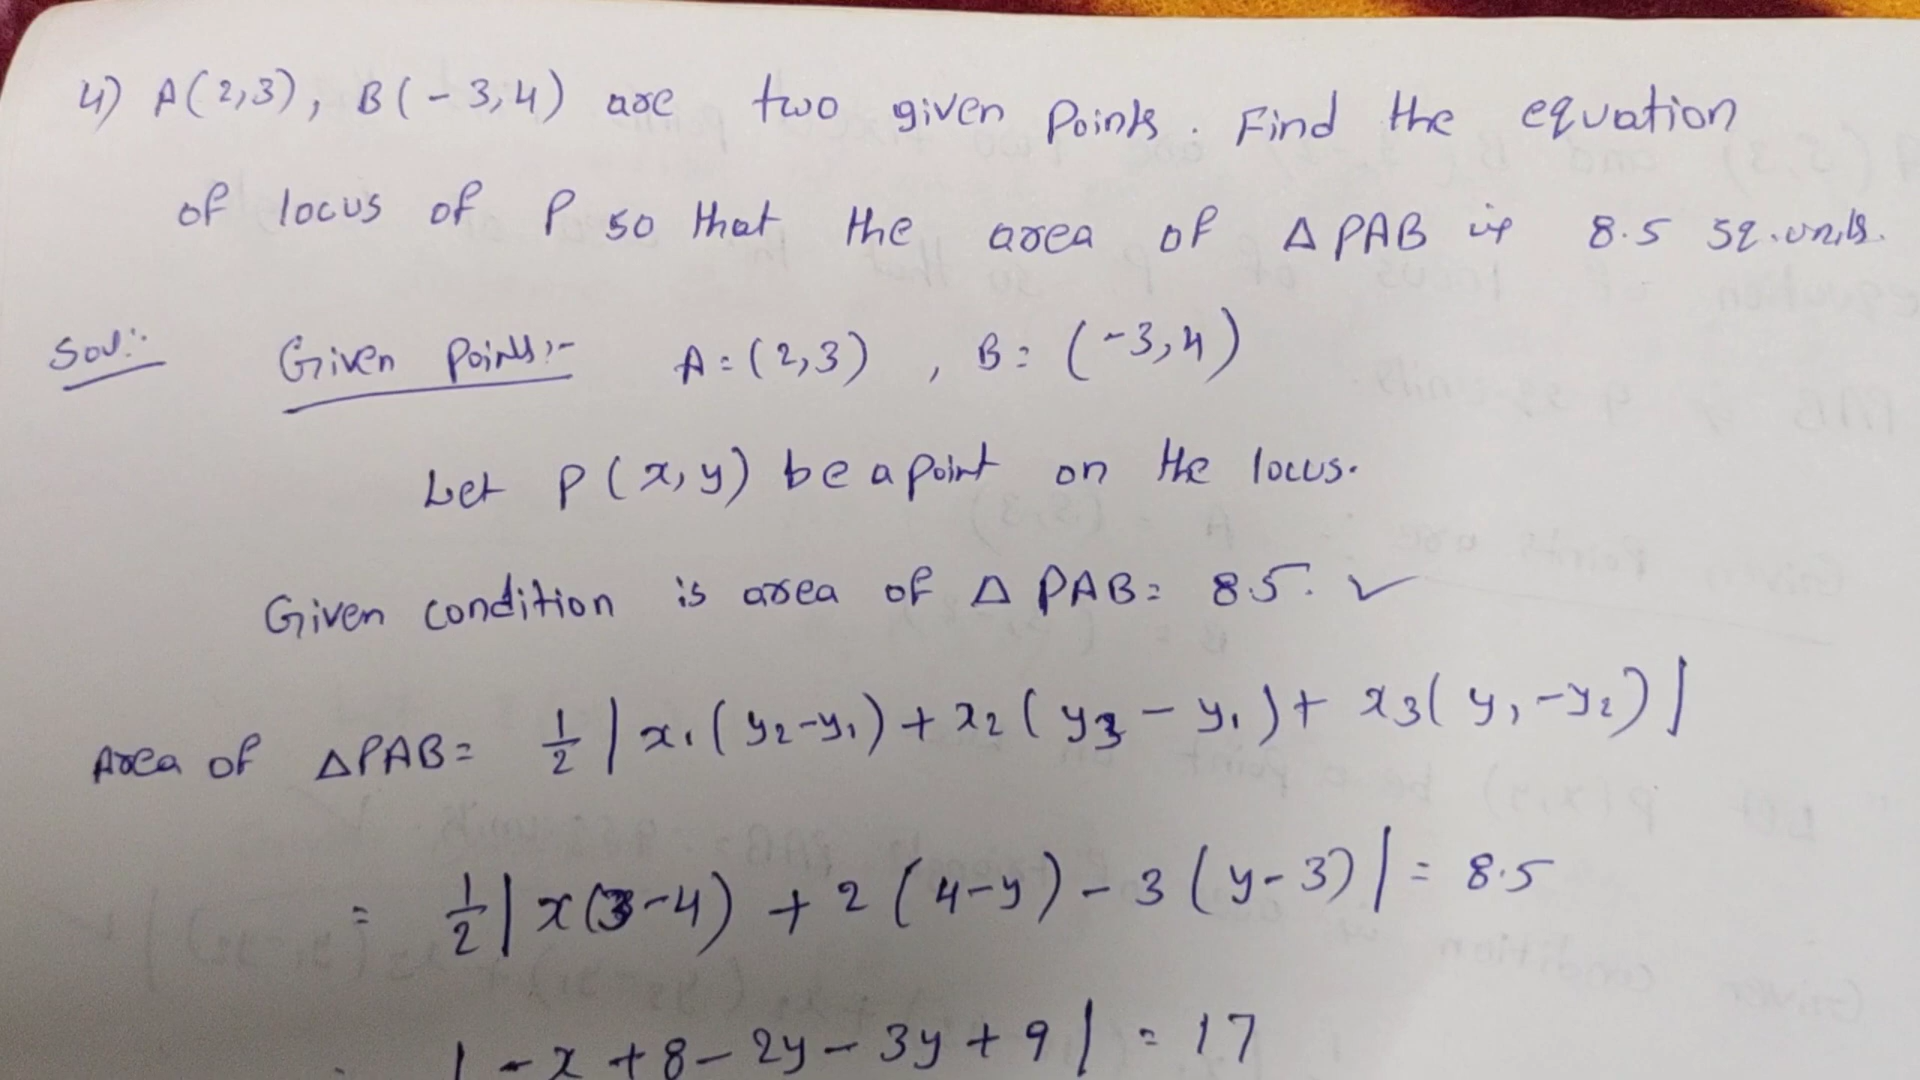 4) A(2,3), B(-3,4) are two given points. Find the equation
of locus of P so that the area of Δ PAB is 8.5 sq.units.
Sol:- Given points:- A=(2,3), B=(-3,4)
Let P(x,y) be a point on the locus.
Given condition is area of Δ PAB= 8.5. ✓
Area of ΔPAB= 1/2 | x₁(y₂-y₁)+x₂(y₃-y₁)+ x₃(y₁-y₂)|
= 1/2 | x(3-4) +2(4-y)-3(y-3)|= 8.5
|-x+8-2y-3y+9|=17